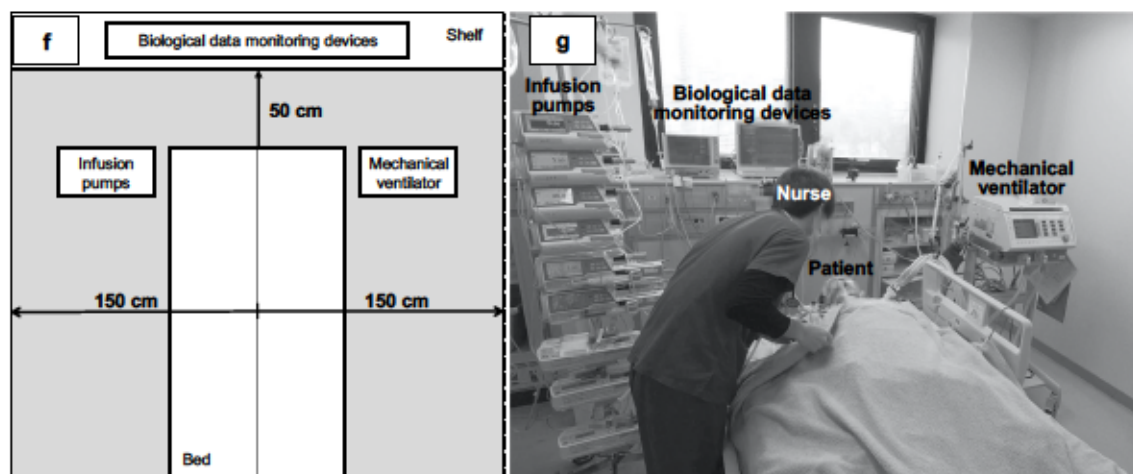 f
Biological data monitoring devices
Shelf
50 cm
Infusion
pumps
Mechanical
ventilator
150 cm
150 cm
Bed
g
Infusion
pumps
Biological data
monitoring devices
Mechanical
ventilator
Nurse
Patient